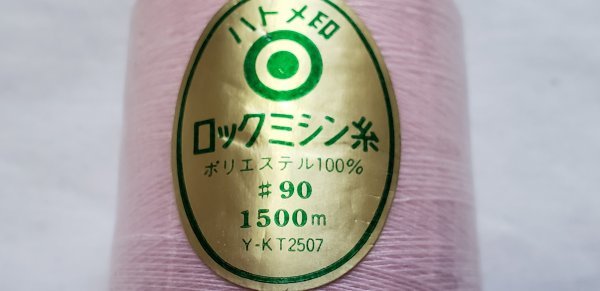 ハトメ印
ロックミシン糸
ポリエステル100%
♯90
1500m
Y-KT2507